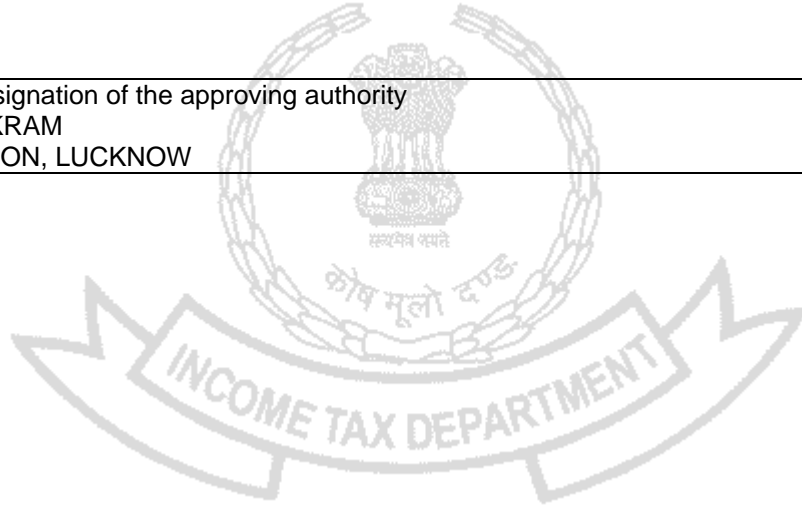 signation of the approving authority
KRAM
ON, LUCKNOW
सत्यमेव जयते
कोष मूलो दण्डः
INCOME TAX DEPARTMENT